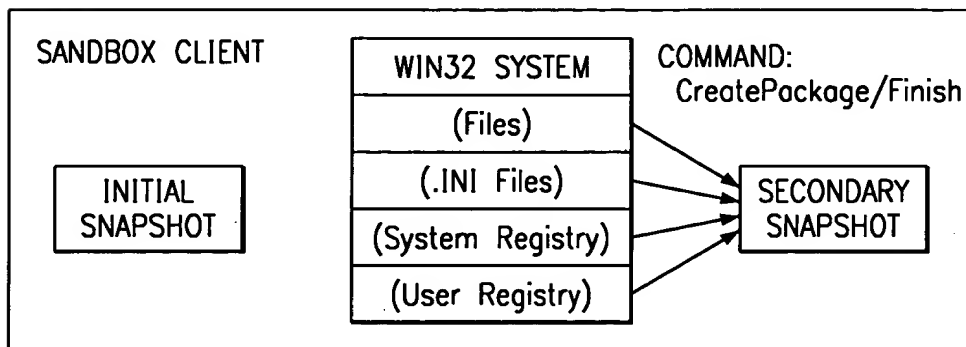 SANDBOX CLIENT
WIN32 SYSTEM
(Files)
(.INI Files)
(System Registry)
(User Registry)
COMMAND:
CreatePackage/Finish
INITIAL
SNAPSHOT
SECONDARY
SNAPSHOT